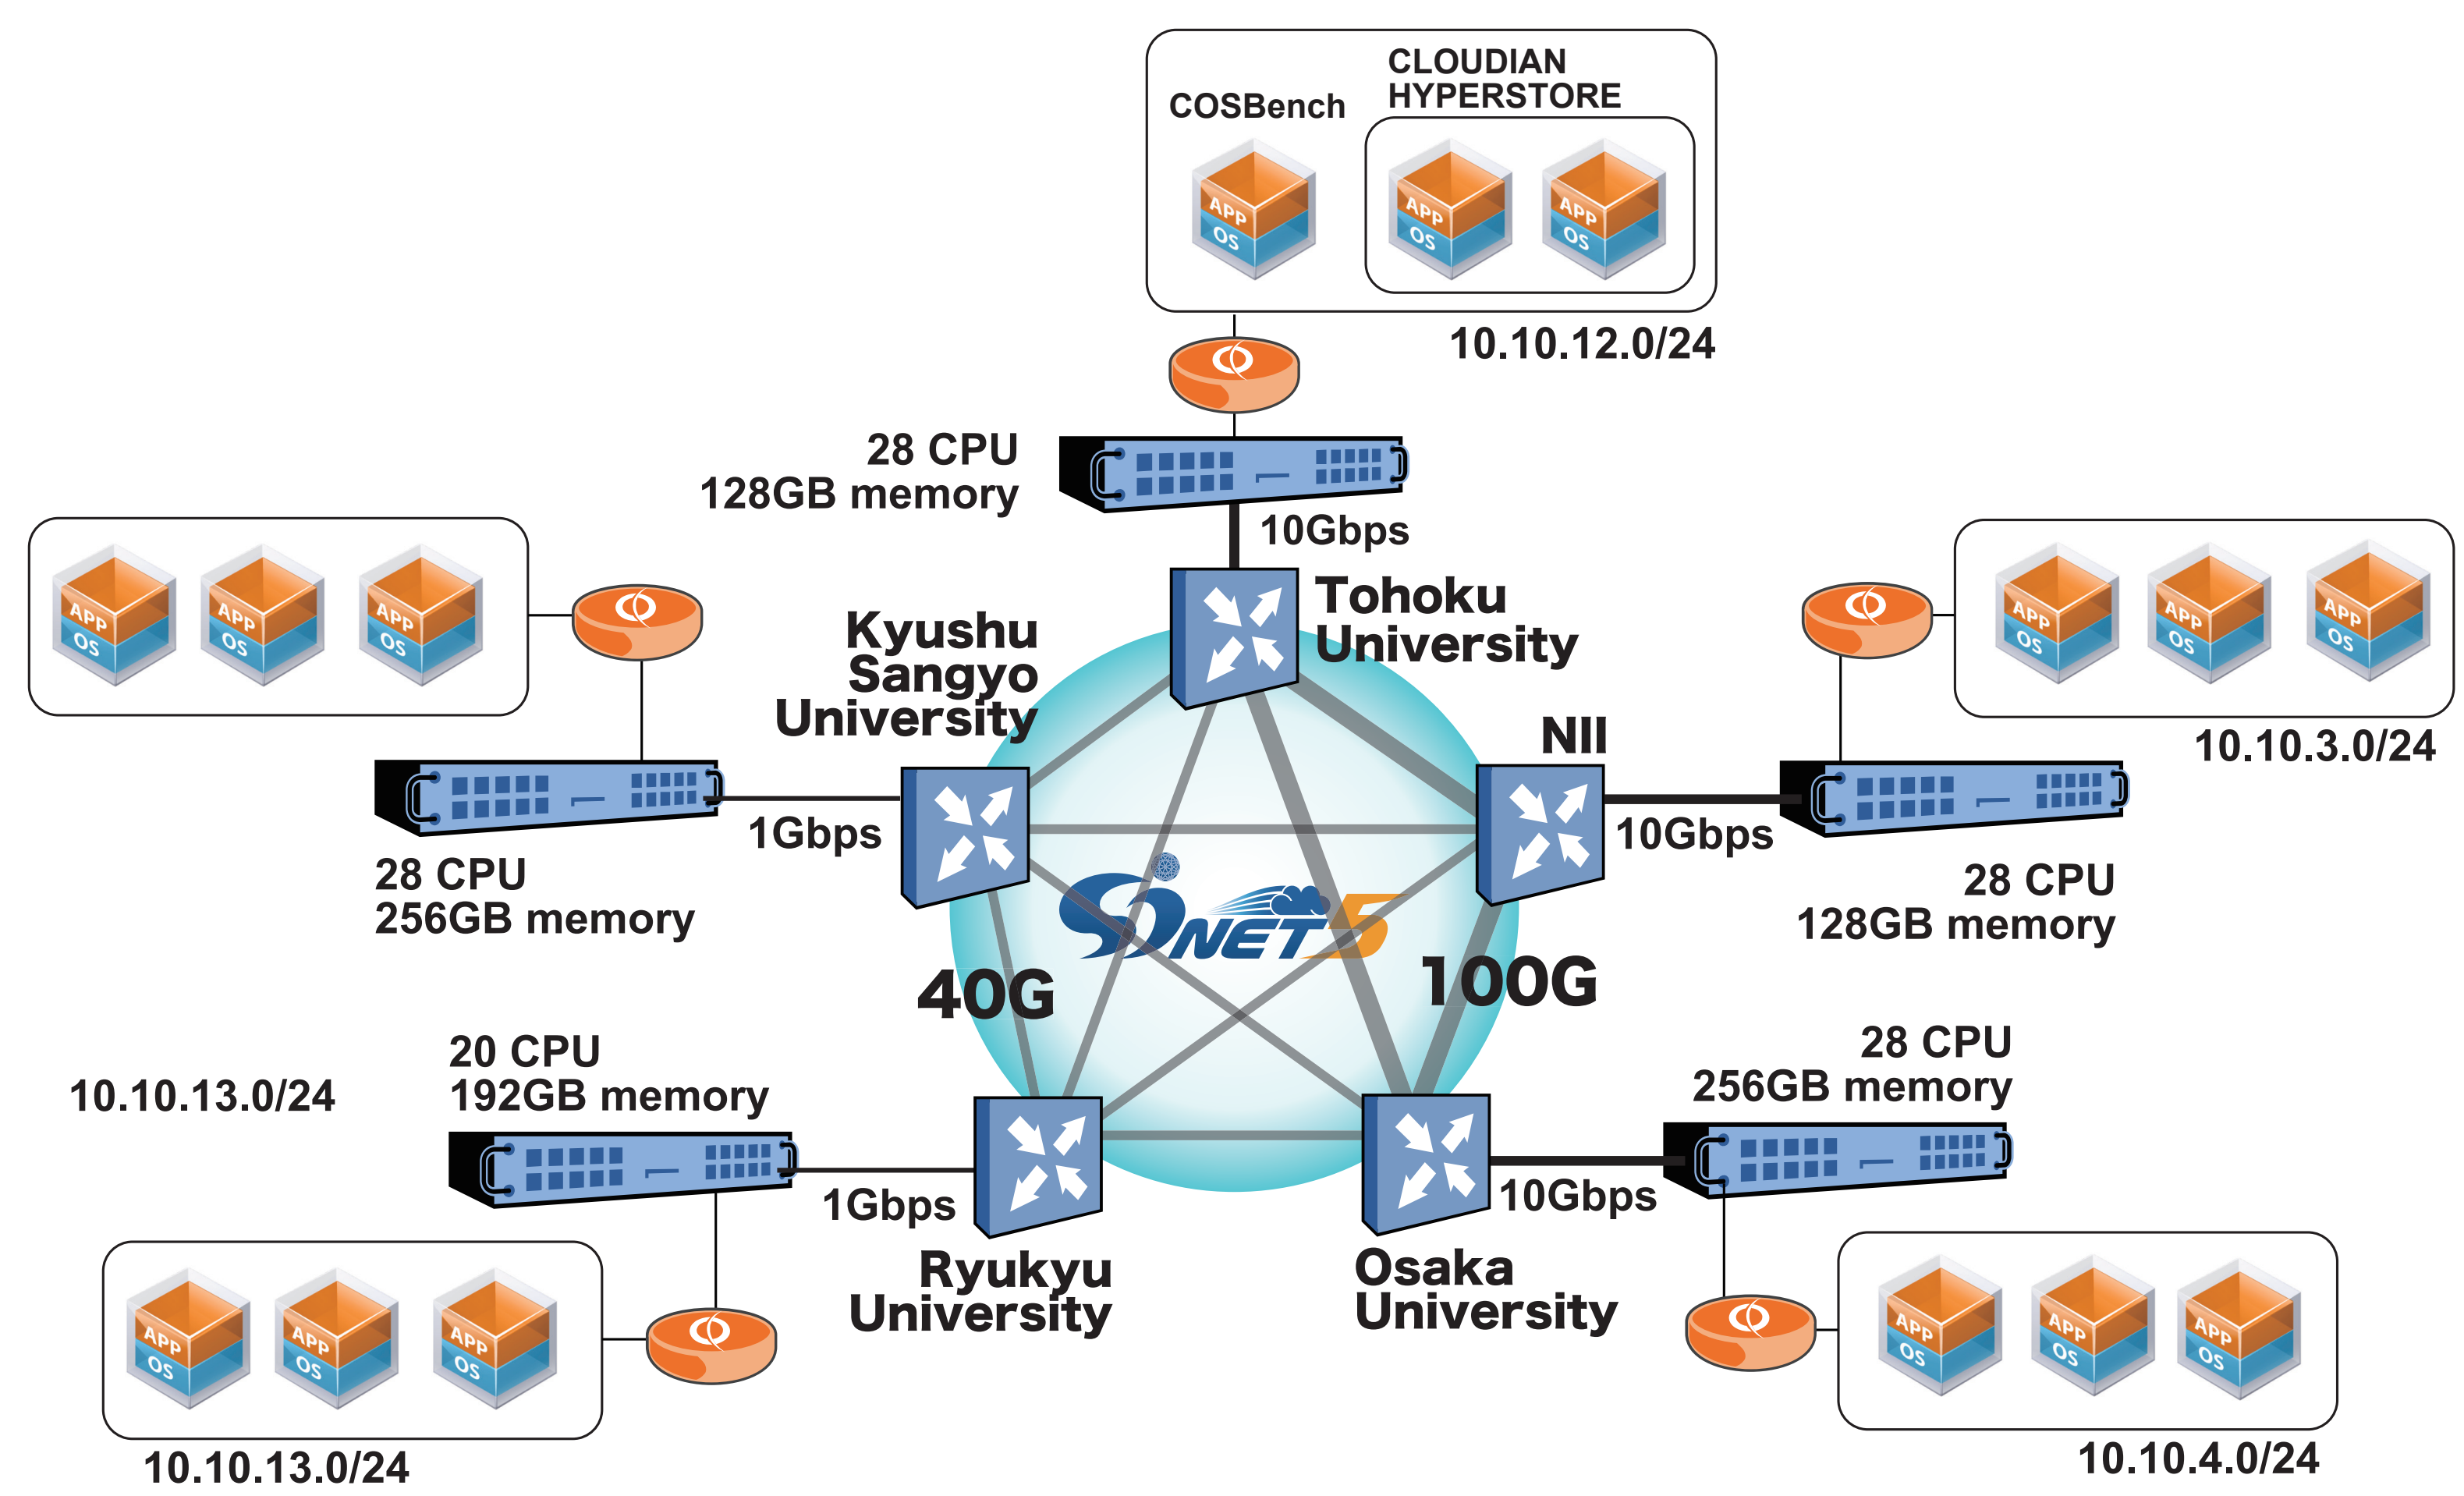 CLOUDIAN
HYPERSTORE
COSBench
APP
OS
APP
OS
APP
OS
10.10.12.0/24
28 CPU
128GB memory
10Gbps
Tohoku
University
Kyushu
Sangyo
University
APP
OS
APP
OS
APP
OS
1Gbps
28 CPU
256GB memory
NII
APP
OS
APP
OS
APP
OS
10.10.3.0/24
10Gbps
28 CPU
128GB memory
SINET5
40G
100G
20 CPU
192GB memory
10.10.13.0/24
1Gbps
Ryukyu
University
APP
OS
APP
OS
APP
OS
10.10.13.0/24
28 CPU
256GB memory
10Gbps
Osaka
University
APP
OS
APP
OS
APP
OS
10.10.4.0/24